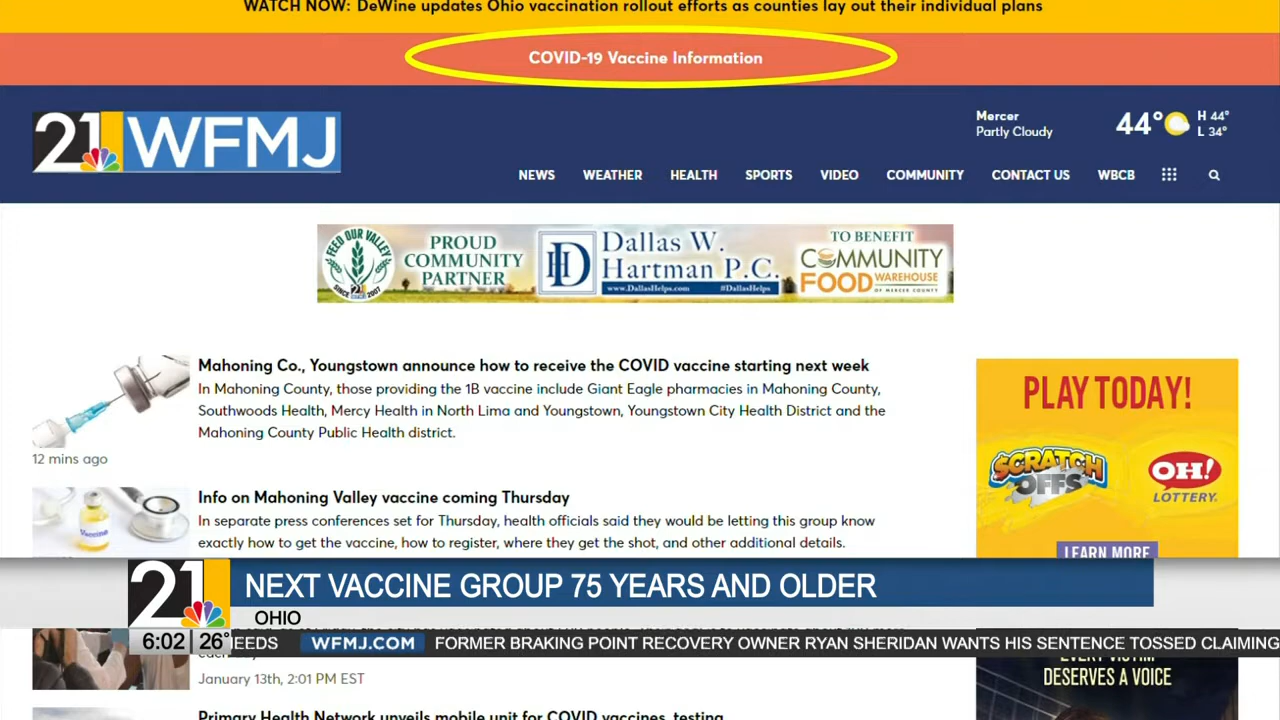 WATCH NOW: DeWine updates Ohio vaccination rollout efforts as counties lay out their individual plans
COVID-19 Vaccine Information
21 WFMJ
Mercer
Partly Cloudy
44°
H 44°
L 34°
NEWS WEATHER HEALTH SPORTS VIDEO COMMUNITY CONTACT US WBCB
FEED OUR VALLEY
SINCE 2007
PROUD
COMMUNITY
PARTNER
Dallas W.
Hartman P.C.
www.DallasHelps.com #DallasHelps
TO BENEFIT
COMMUNITY
FOOD WAREHOUSE
OF MERCER COUNTY
Mahoning Co., Youngstown announce how to receive the COVID vaccine starting next week
In Mahoning County, those providing the 1B vaccine include Giant Eagle pharmacies in Mahoning County,
Southwoods Health, Mercy Health in North Lima and Youngstown, Youngstown City Health District and the
Mahoning County Public Health district.
12 mins ago
PLAY TODAY!
SCRATCH
OFFS
OH!
LOTTERY.
LEARN MORE
Info on Mahoning Valley vaccine coming Thursday
In separate press conferences set for Thursday, health officials said they would be letting this group know
exactly how to get the vaccine, how to register, where they get the shot, and other additional details.
Vaccine
21
NEXT VACCINE GROUP 75 YEARS AND OLDER
OHIO
6:02 26° EEDS WFMJ.COM FORMER BRAKING POINT RECOVERY OWNER RYAN SHERIDAN WANTS HIS SENTENCE TOSSED CLAIMING
January 13th, 2:01 PM EST
EVERY VICTIM
DESERVES A VOICE
Primary Health Network unveils mobile unit for COVID vaccines, testing